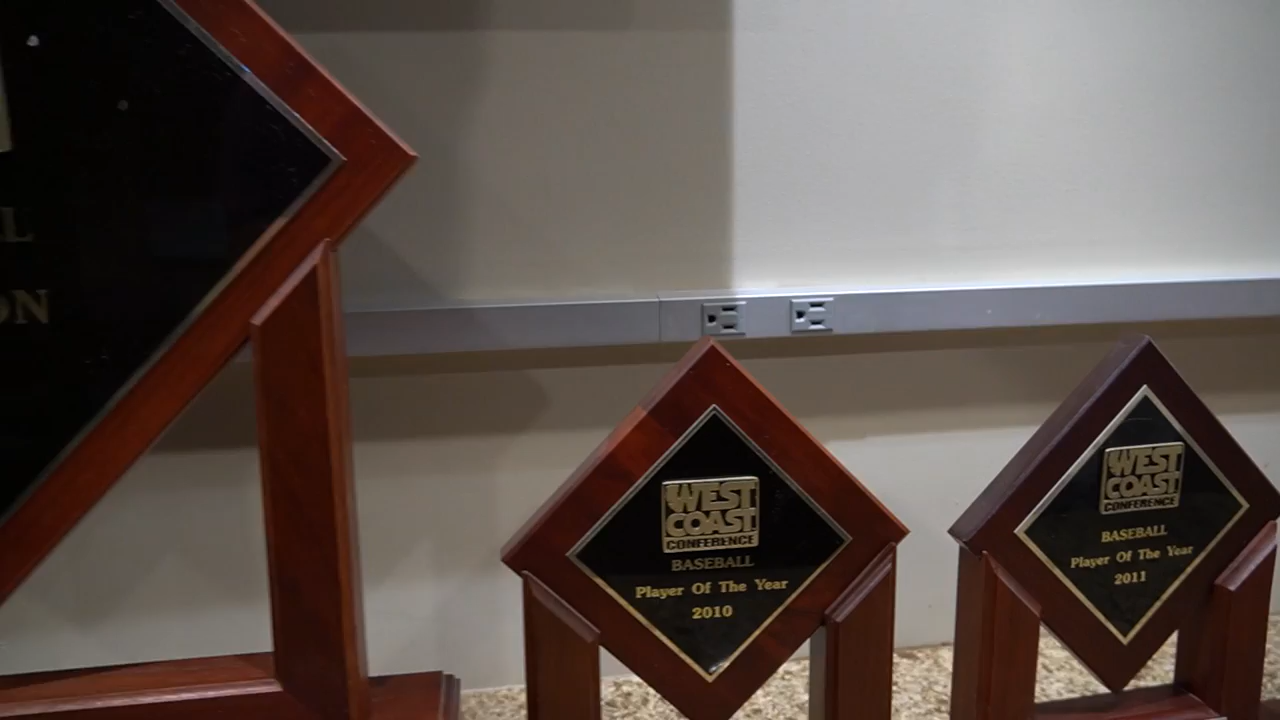 WEST
COAST
CONFERENCE
BASEBALL
Player Of The Year
2010
WEST
COAST
CONFERENCE
BASEBALL
Player Of The Year
2011